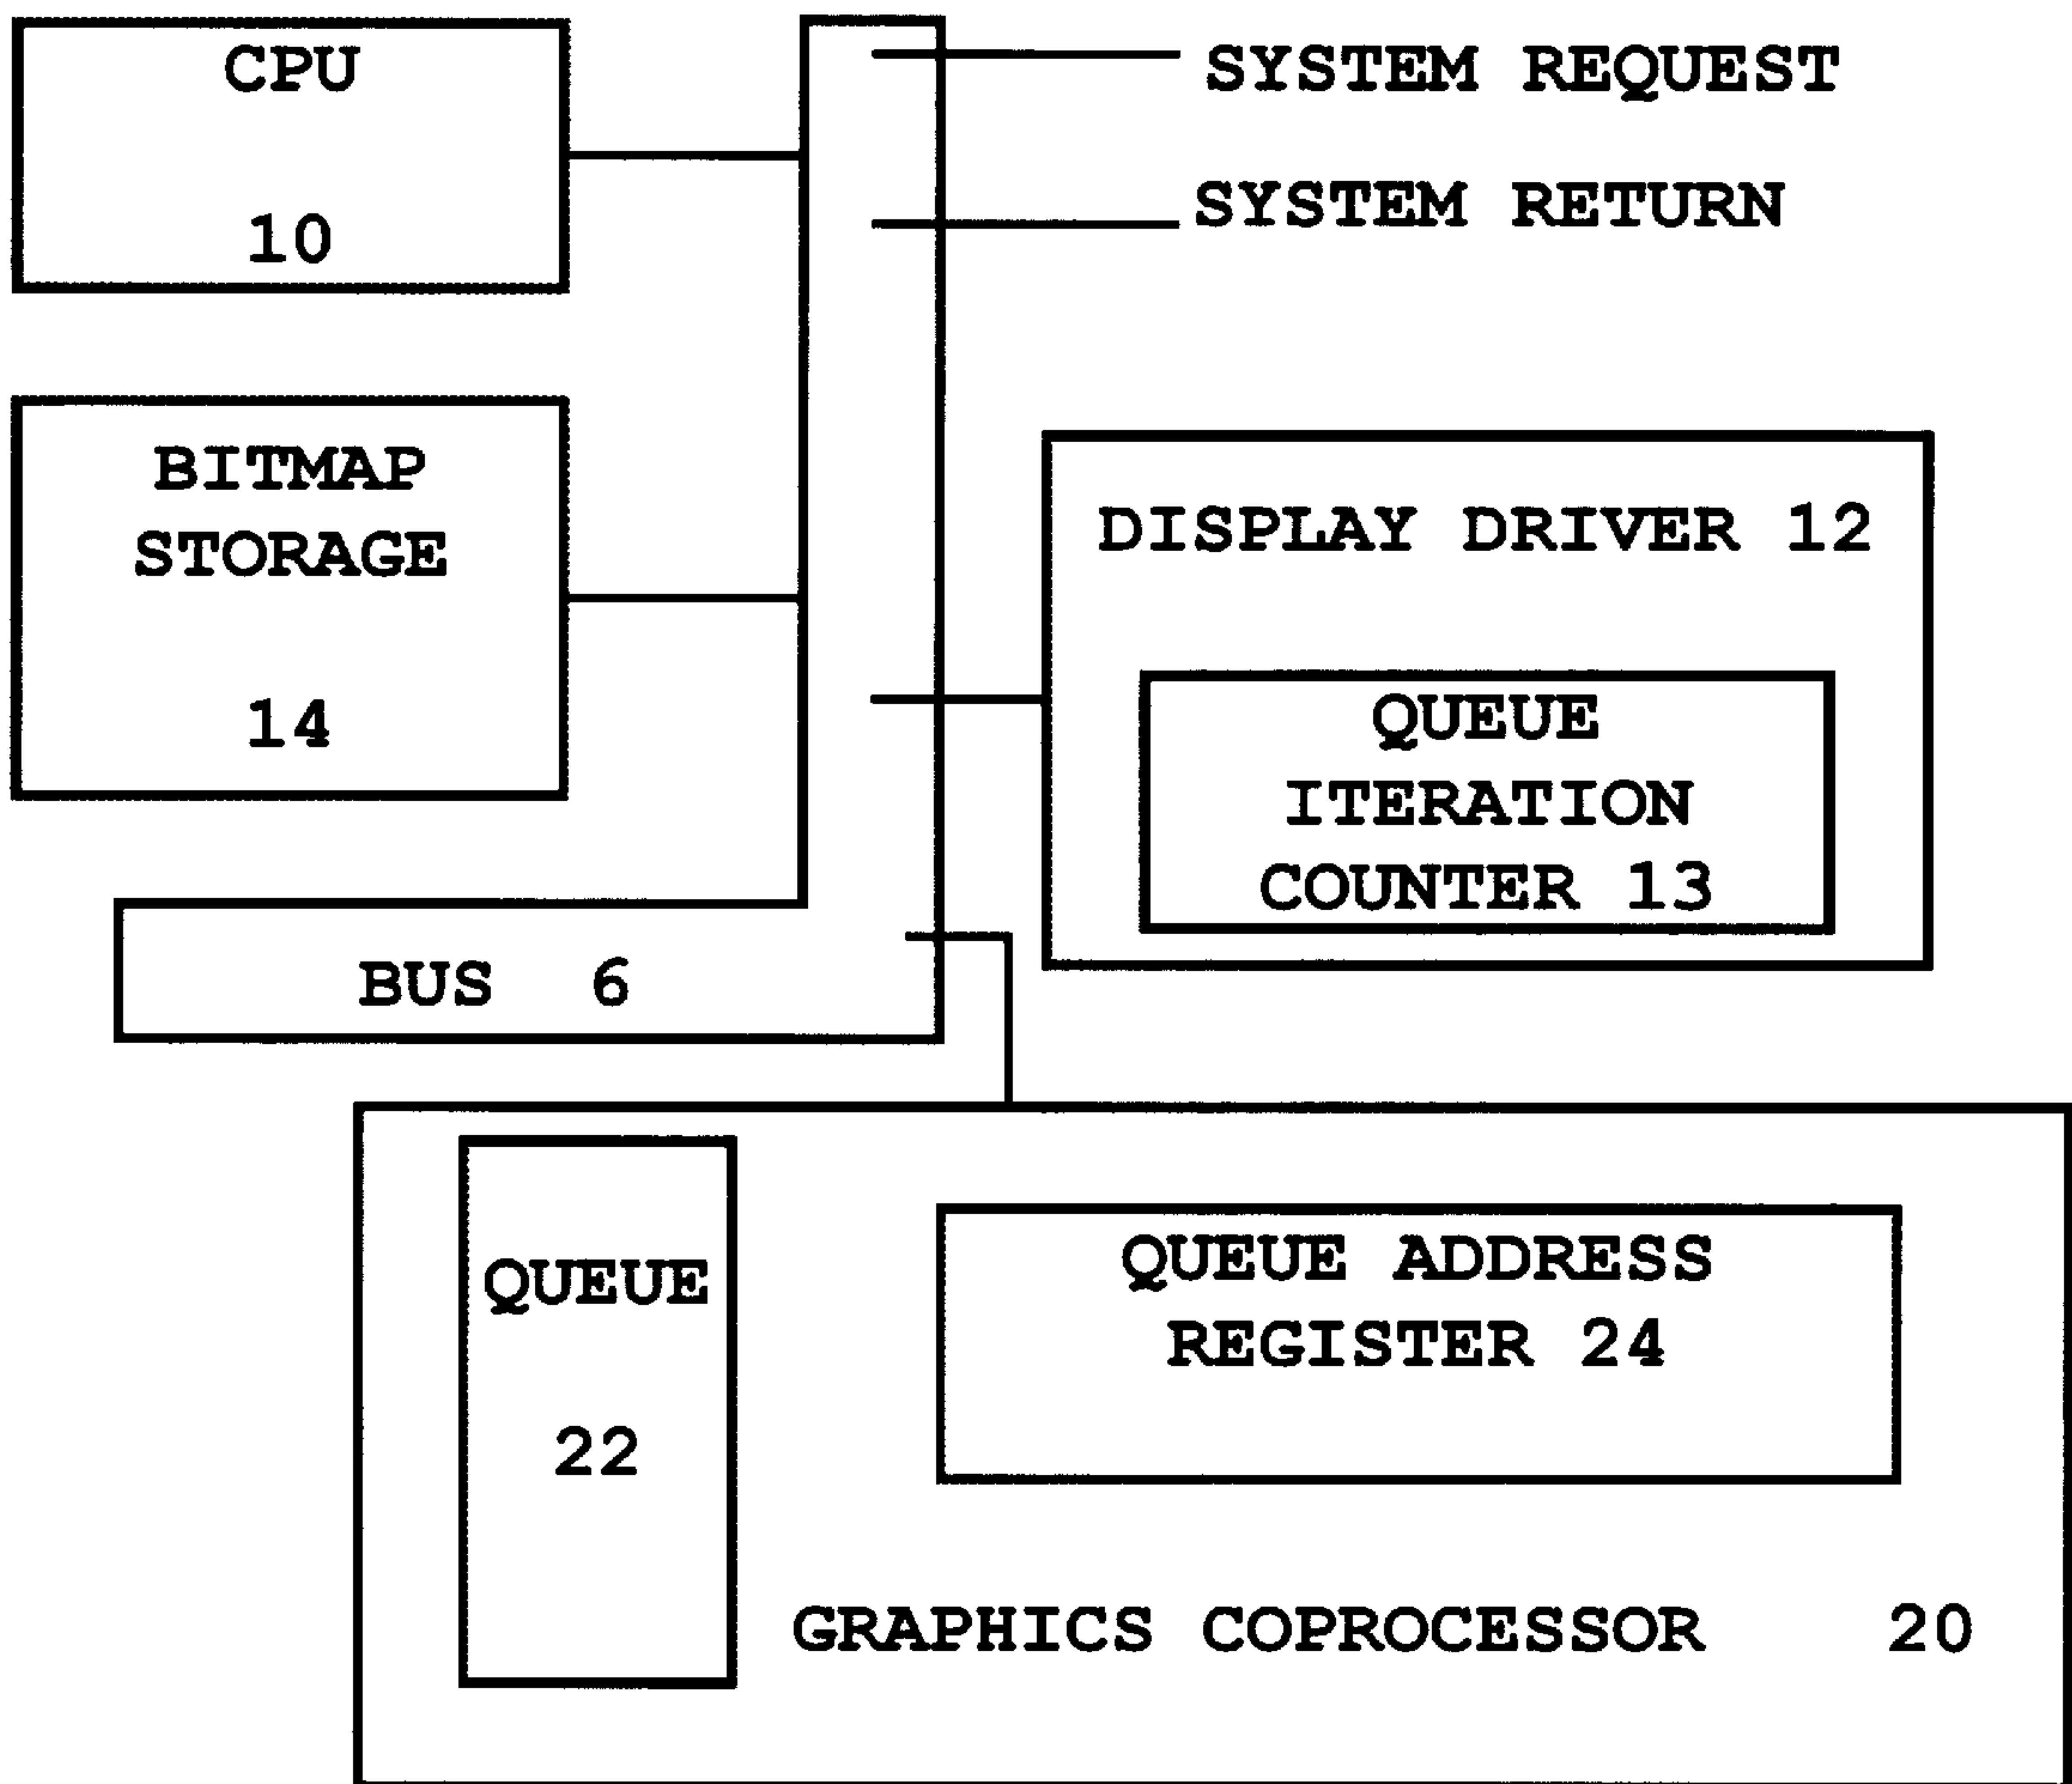 CPU
10
SYSTEM REQUEST
SYSTEM RETURN
BITMAP
STORAGE
14
DISPLAY DRIVER 12
QUEUE
ITERATION
COUNTER 13
BUS 6
QUEUE
22
QUEUE ADDRESS
REGISTER 24
GRAPHICS COPROCESSOR 20